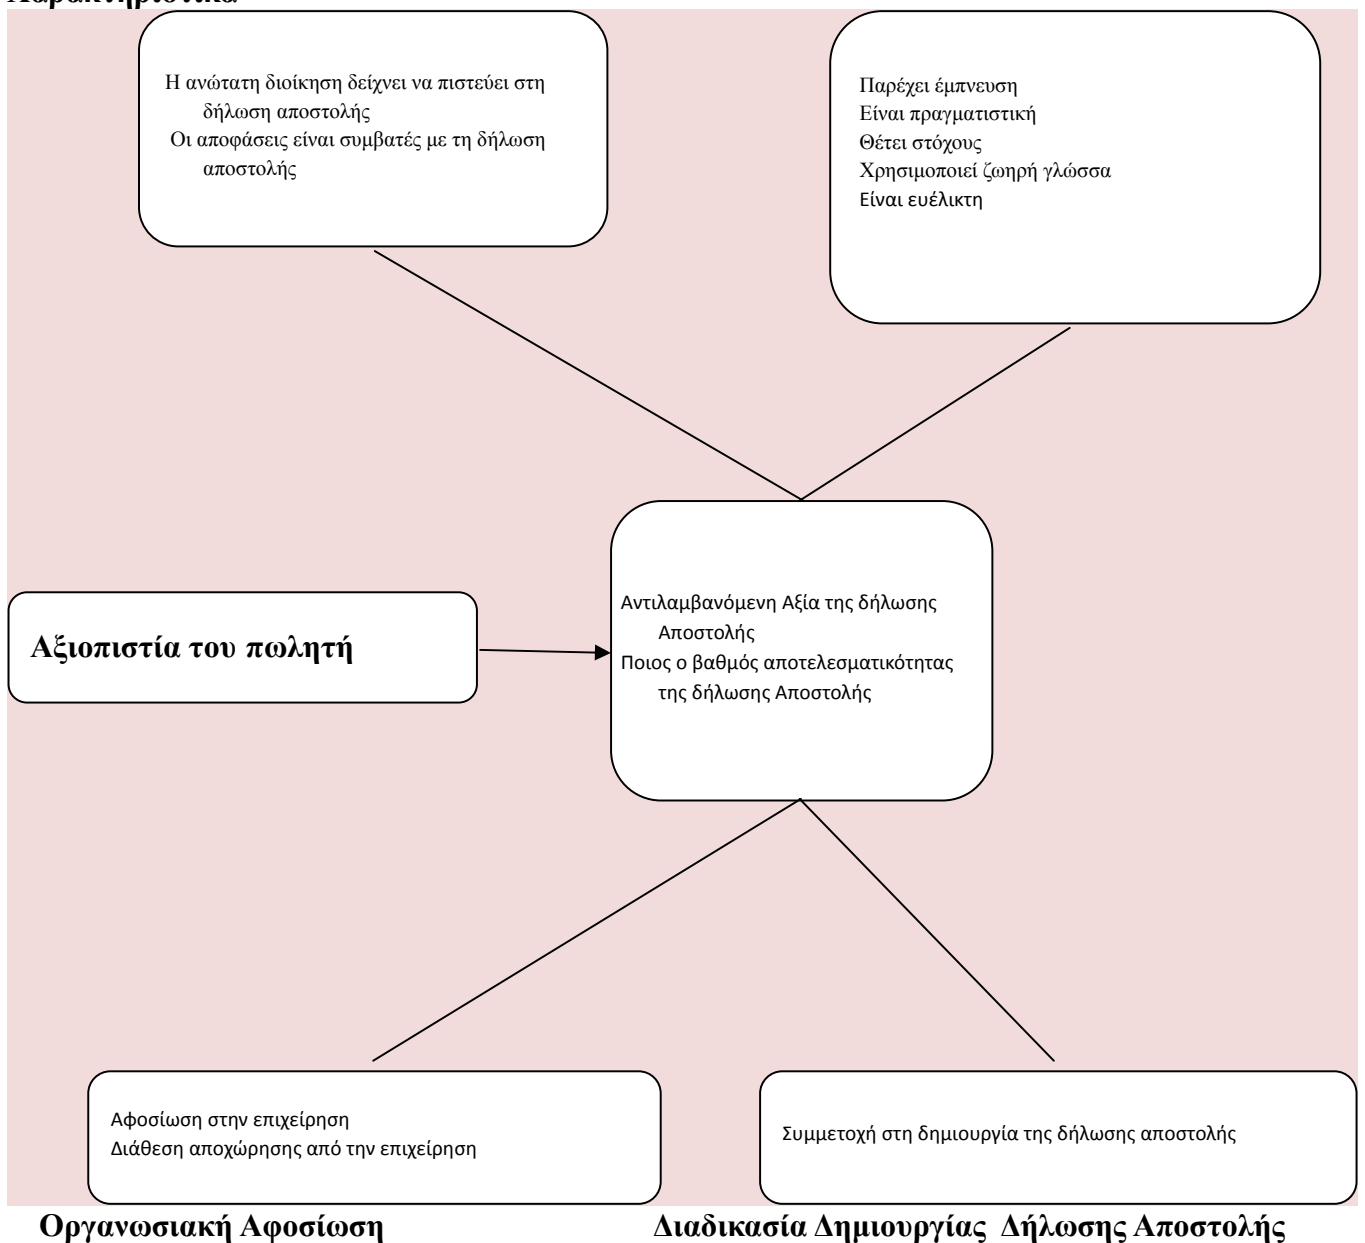 Χαρακτηριστικά
Η ανώτατη διοίκηση δείχνει να πιστεύει στη
δήλωση αποστολής
Οι αποφάσεις είναι συμβατές με τη δήλωση
αποστολής
Παρέχει έμπνευση
Είναι πραγματιστική
Θέτει στόχους
Χρησιμοποιεί ζωηρή γλώσσα
Είναι ευέλικτη
Αντιλαμβανόμενη Αξία της δήλωσης
Αποστολής
Ποιος ο βαθμός αποτελεσματικότητας
της δήλωσης Αποστολής
Αξιοπιστία του πωλητή
Αφοσίωση στην επιχείρηση
Διάθεση αποχώρησης από την επιχείρηση
Συμμετοχή στη δημιουργία της δήλωσης αποστολής
Οργανωσιακή Αφοσίωση
Διαδικασία Δημιουργίας Δήλωσης Αποστολής